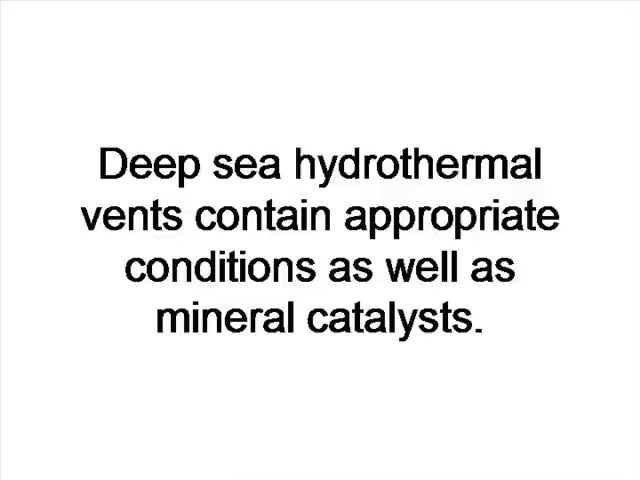 Deep sea hydrothermal
vents contain appropriate
conditions as well as
mineral catalysts.